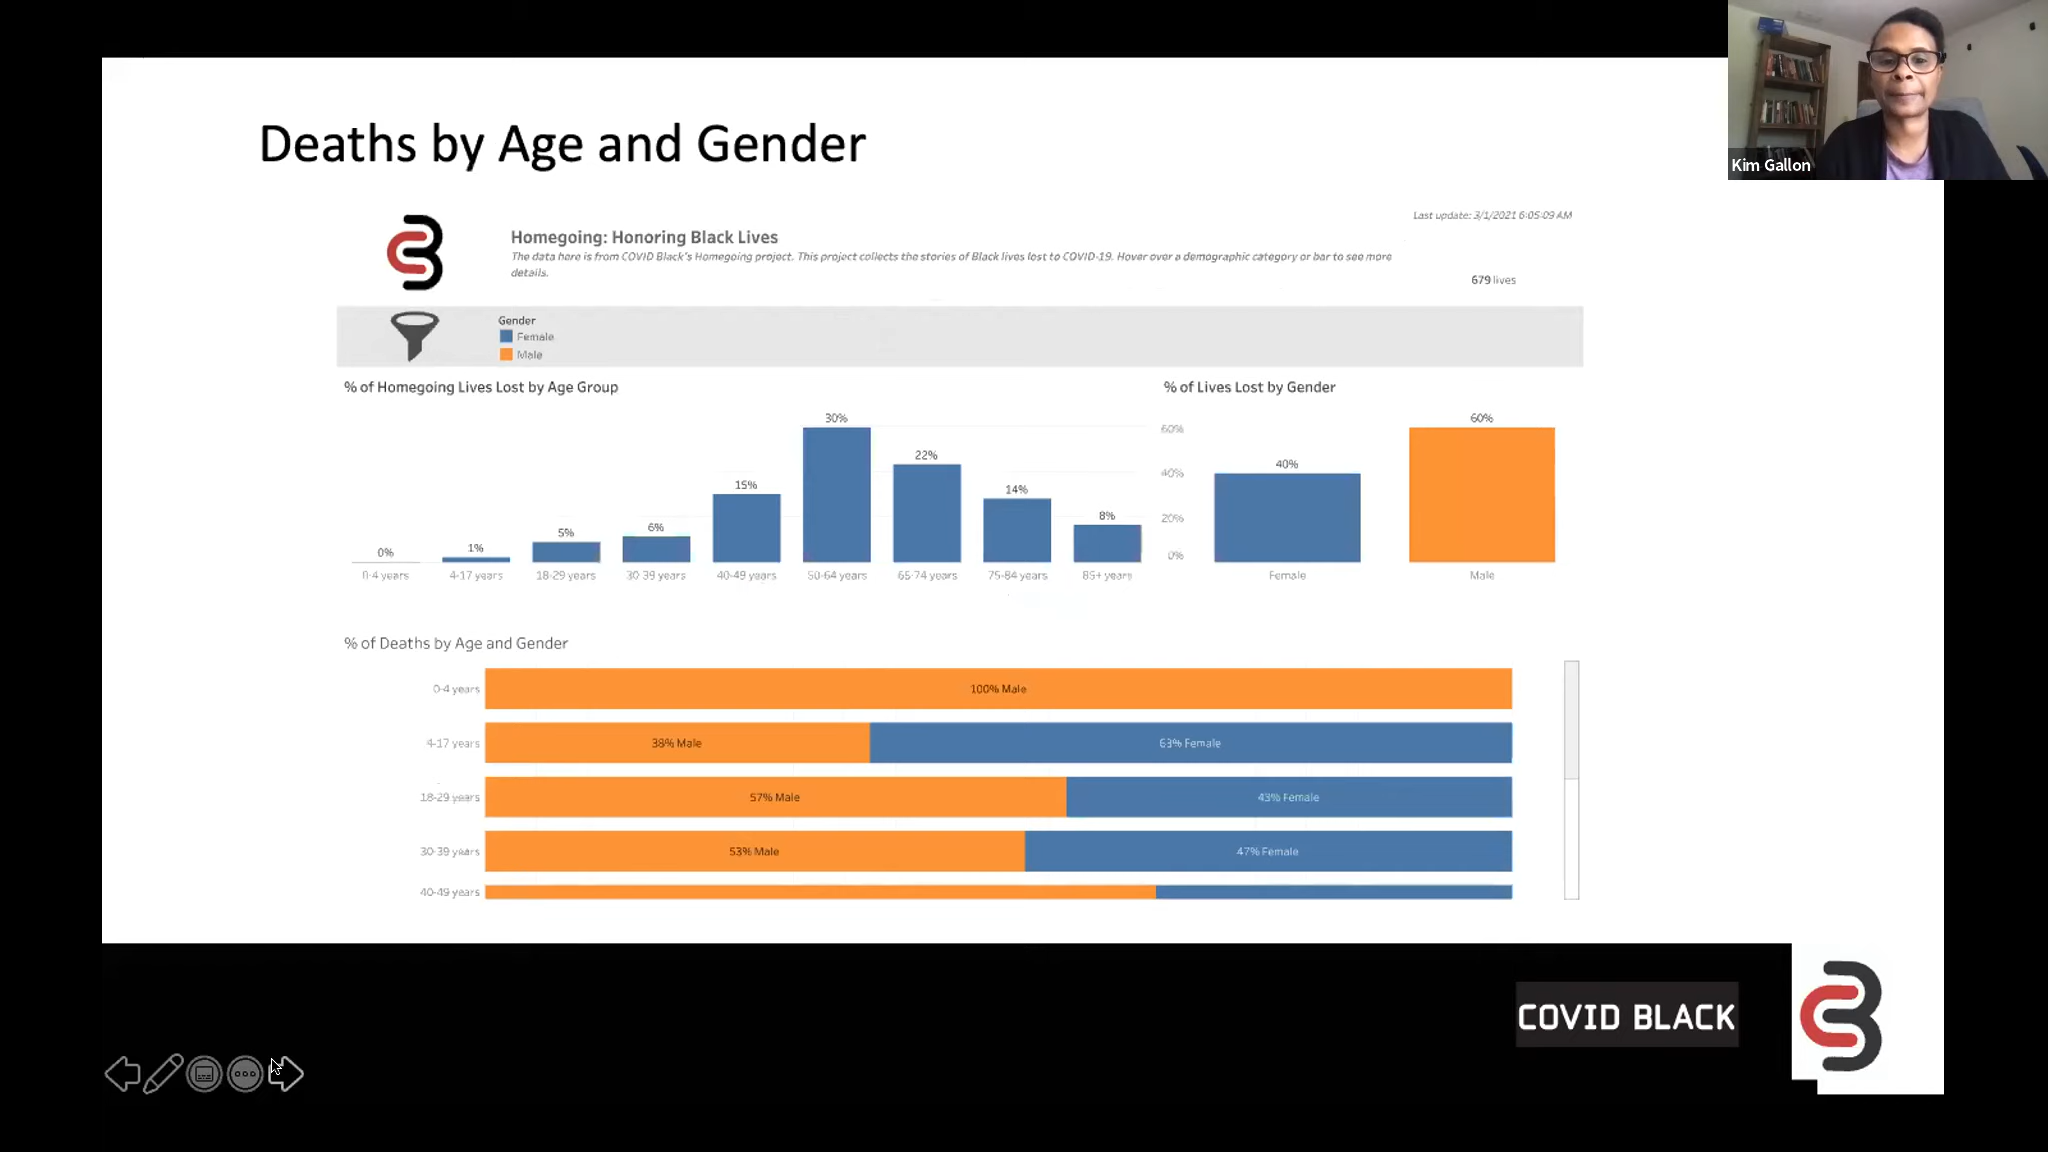 Kim Gallon
Deaths by Age and Gender
Last update: 3/1/2021 6:05:09 AM
Homegoing: Honoring Black Lives
The data here is from COVID Black's Homegoing project. This project collects the stories of Black lives lost to COVID-19. Hover over a demographic category or bar to see more
details.
679 lives
Gender
Female
Male
% of Homegoing Lives Lost by Age Group
0% 1% 5% 6% 15% 30% 22% 14% 8%
0-4 years 4-17 years 18-29 years 30-39 years 40-49 years 50-64 years 65-74 years 75-84 years 85+ years
% of Lives Lost by Gender
60%
40%
20%
0%
40% 60%
Female Male
% of Deaths by Age and Gender
0-4 years 100% Male
4-17 years 38% Male 63% Female
18-29 years 57% Male 43% Female
30-39 years 53% Male 47% Female
40-49 years
COVID BLACK